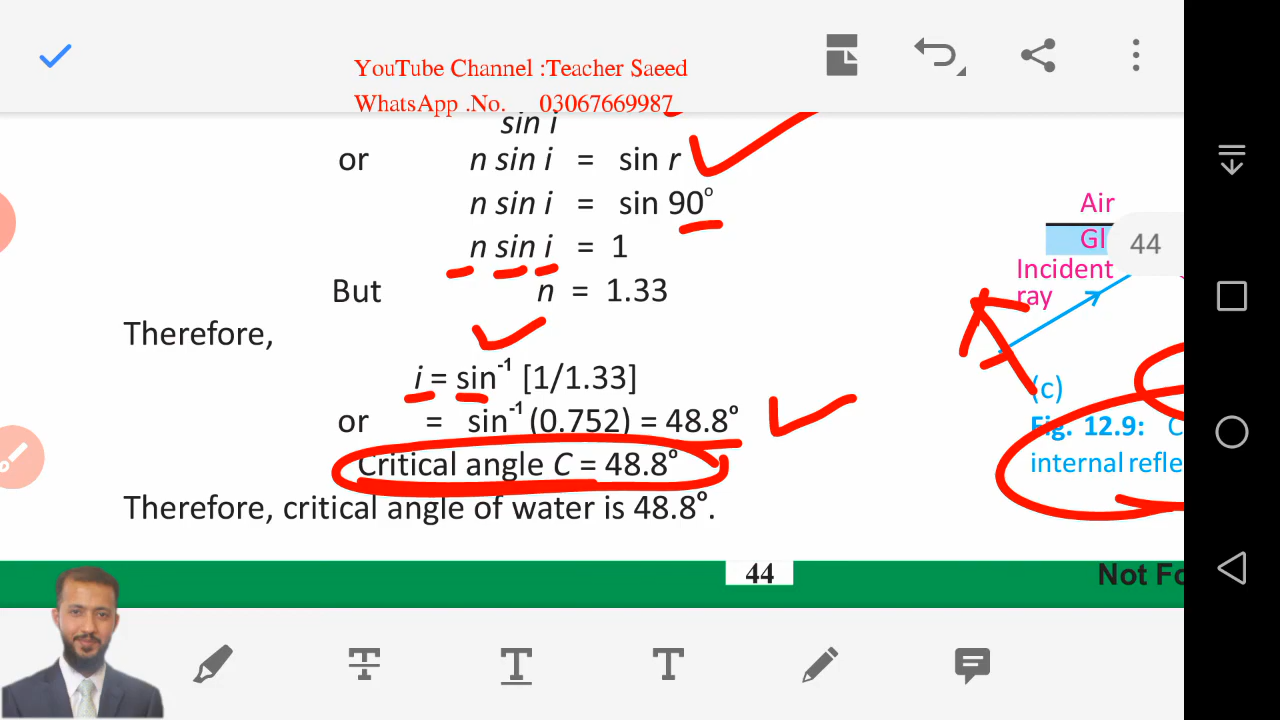 YouTube Channel :Teacher Saeed
WhatsApp .No. 03067669987
sin i
or n sin i = sin r
n sin i = sin 90°
n sin i = 1
But n = 1.33
Therefore,
i = sin⁻¹ [1/1.33]
or = sin⁻¹ (0.752) = 48.8°
Critical angle C = 48.8°
Therefore, critical angle of water is 48.8°.
Air
Gl
44
Incident
ray
(c)
Fig. 12.9: C
internal refle
44
Not Fo